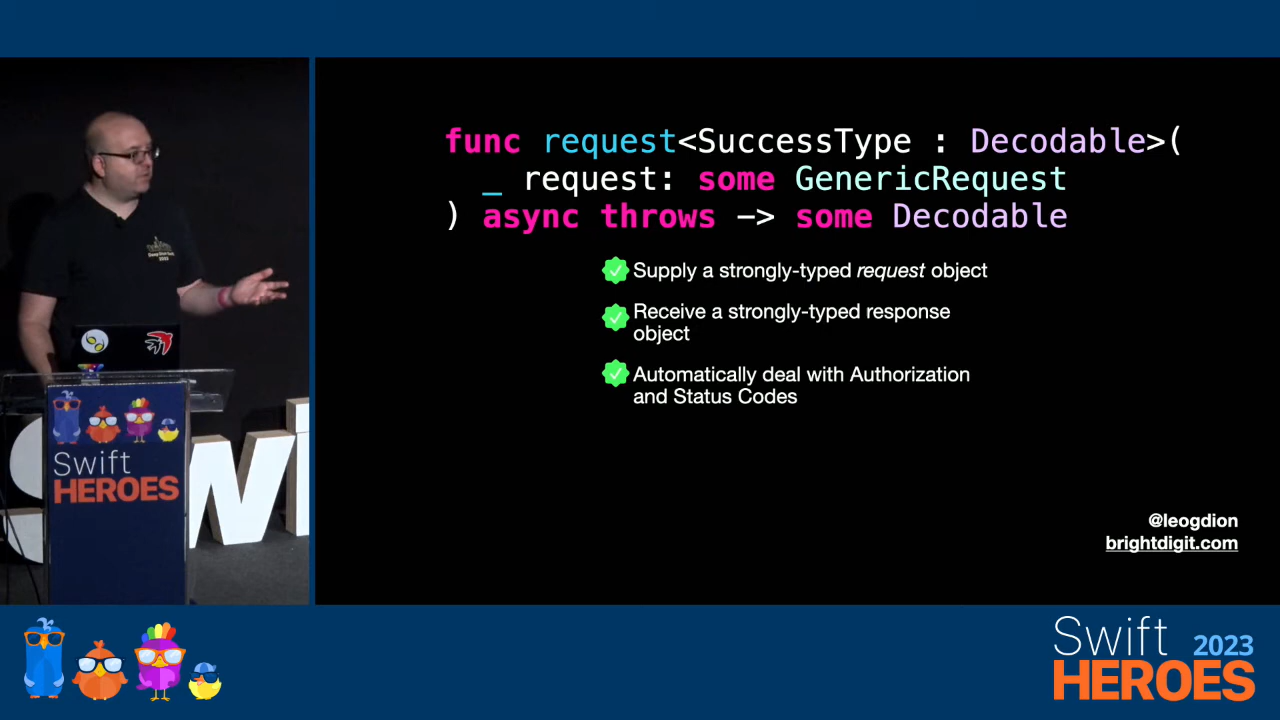 func request<SuccessType : Decodable>(
_ request: some GenericRequest
) async throws -> some Decodable
Supply a strongly-typed request object
Receive a strongly-typed response
object
Automatically deal with Authorization
and Status Codes
@leogdion
brightdigit.com
Swift
HEROES
Swi
Swift 2023
HEROES